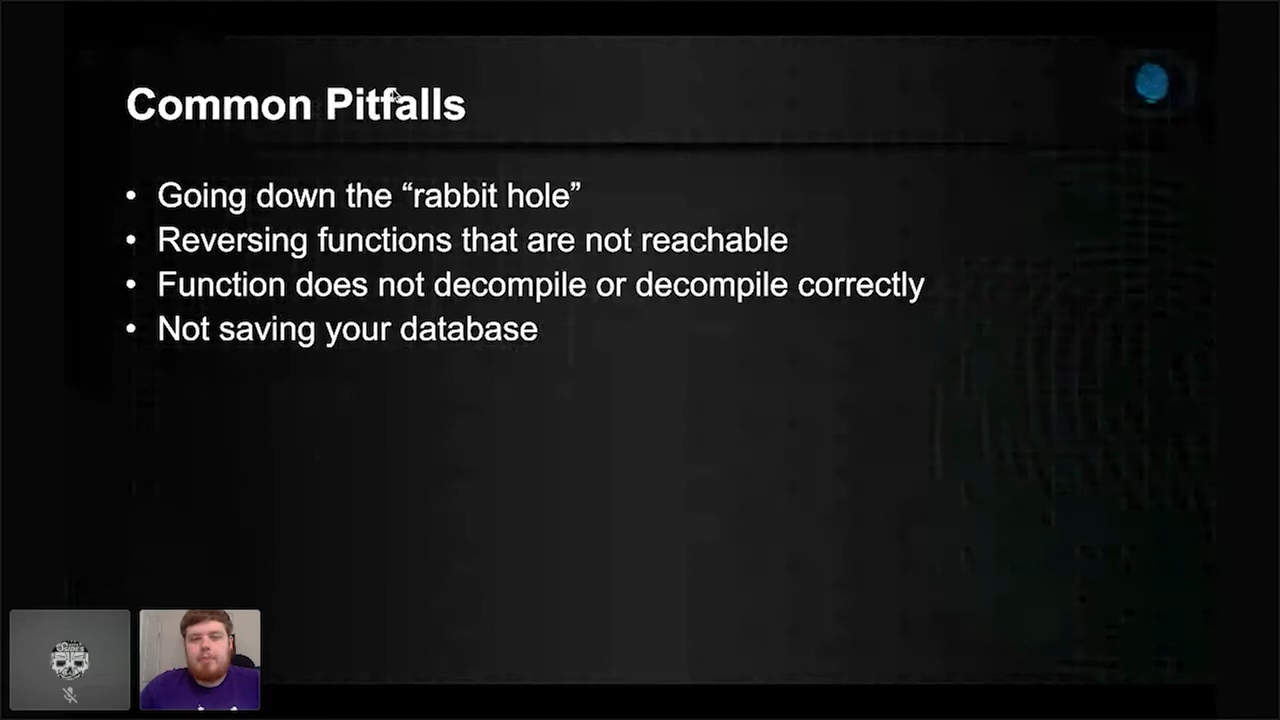 Common Pitfalls
• Going down the “rabbit hole”
• Reversing functions that are not reachable
• Function does not decompile or decompile correctly
• Not saving your database